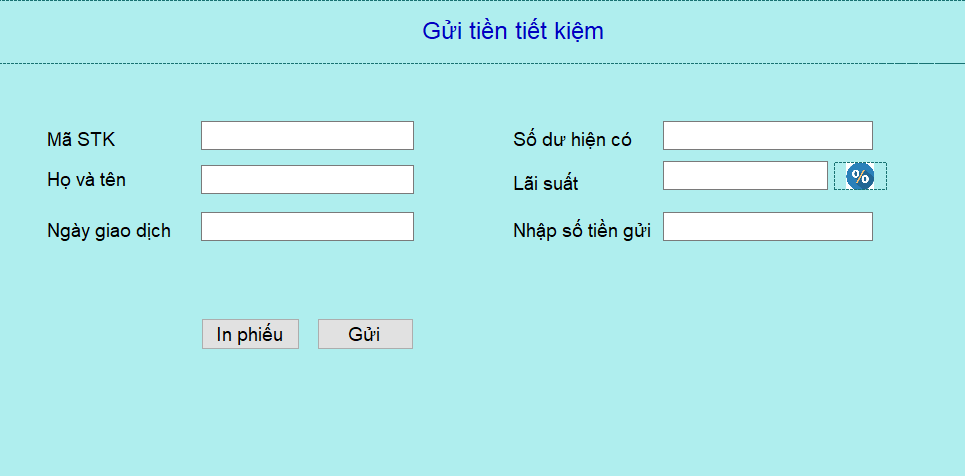 Gửi tiền tiết kiệm
Mã STK
Số dư hiện có
Họ và tên
Lãi suất
%
Ngày giao dịch
Nhập số tiền gửi
In phiếu
Gửi